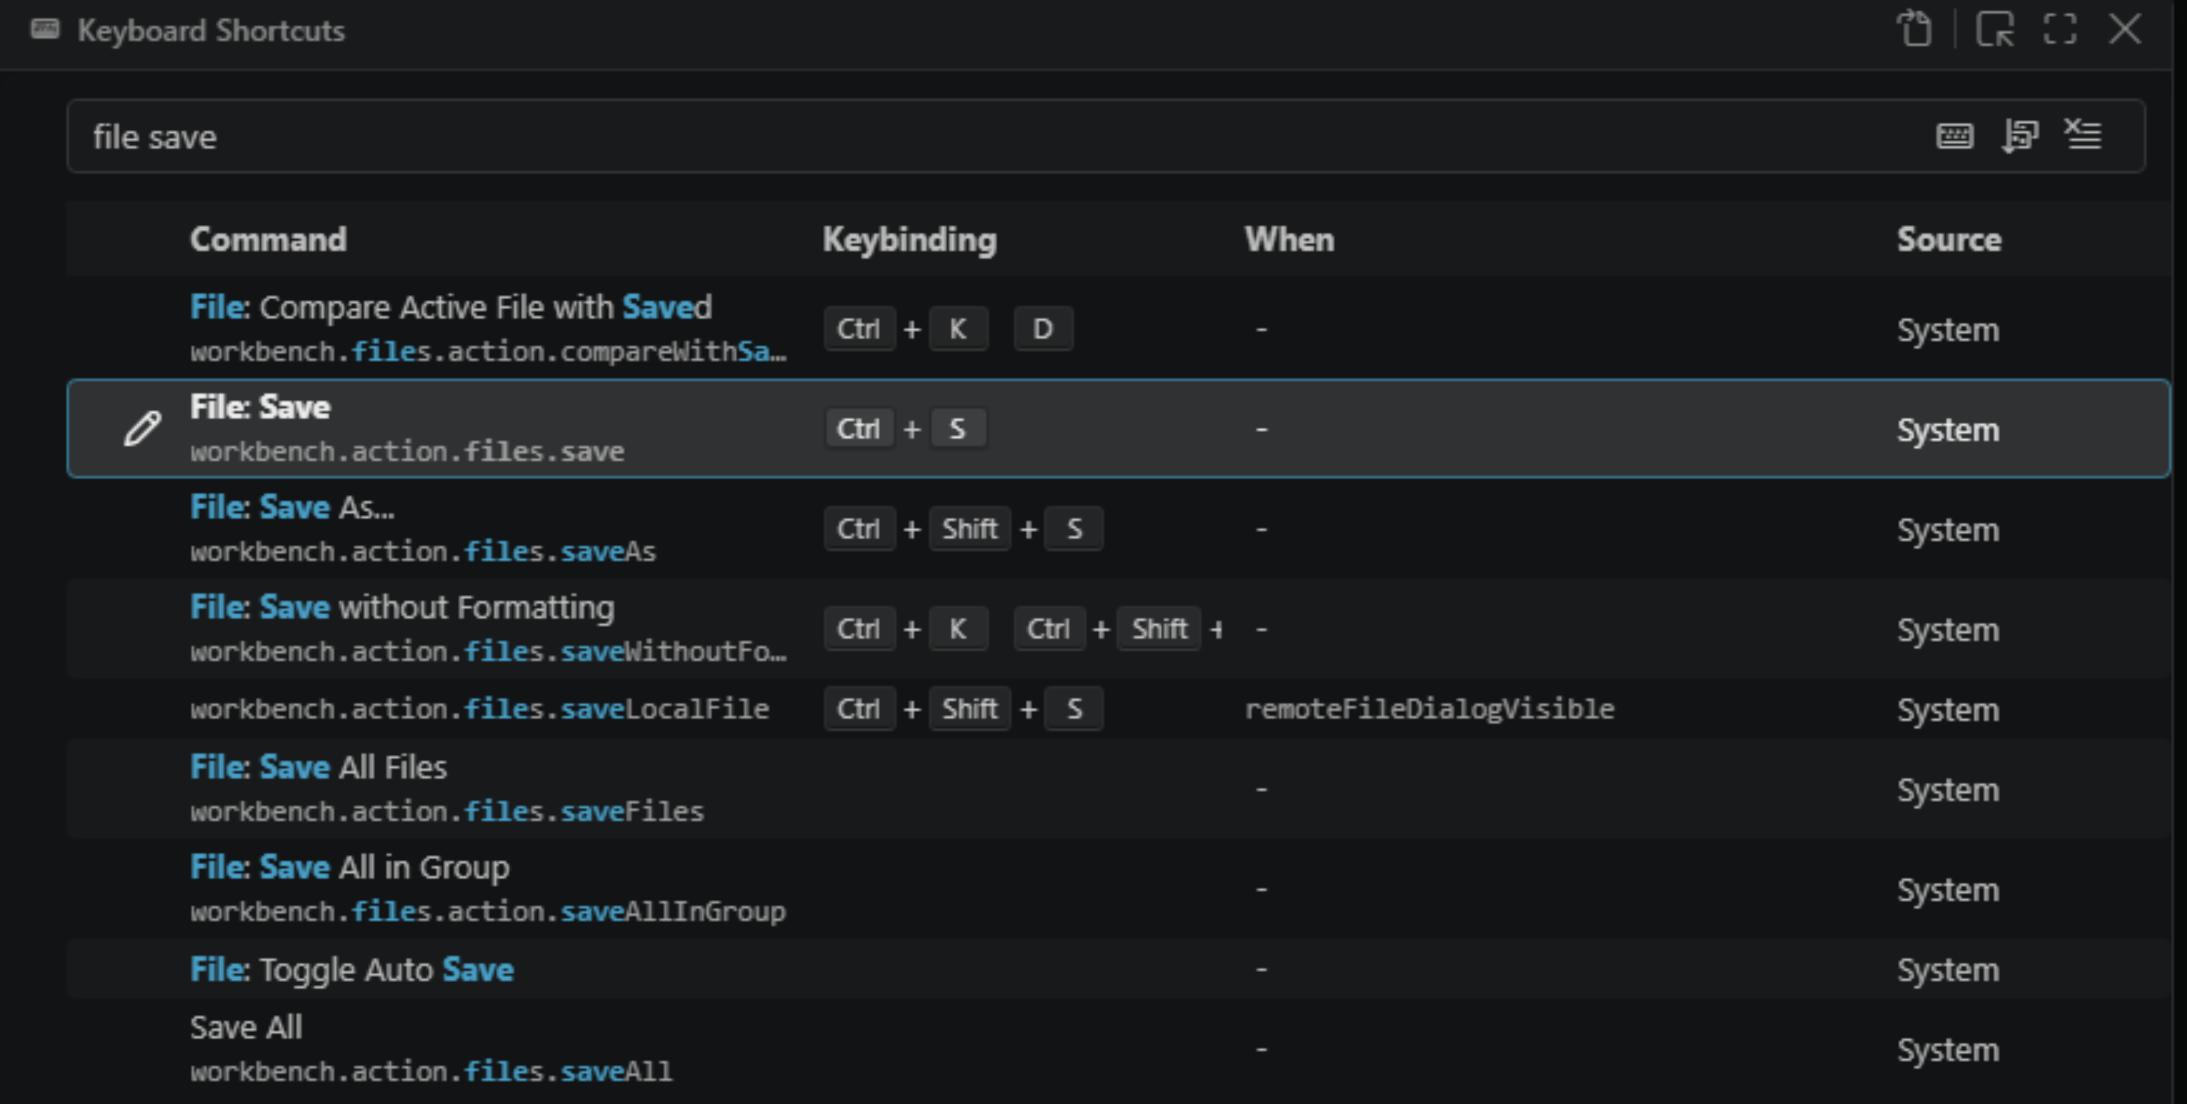 Keyboard Shortcuts
file save
Command Keybinding When Source
File: Compare Active File with Saved
workbench.files.action.compareWithSa…
Ctrl + K D - System
File: Save
workbench.action.files.save
Ctrl + S - System
File: Save As...
workbench.action.files.saveAs
Ctrl + Shift + S - System
File: Save without Formatting
workbench.action.files.saveWithoutFo…
Ctrl + K Ctrl + Shift + - System
workbench.action.files.saveLocalFile Ctrl + Shift + S remoteFileDialogVisible System
File: Save All Files
workbench.action.files.saveFiles
- System
File: Save All in Group
workbench.files.action.saveAllInGroup
- System
File: Toggle Auto Save - System
Save All
workbench.action.files.saveAll
- System